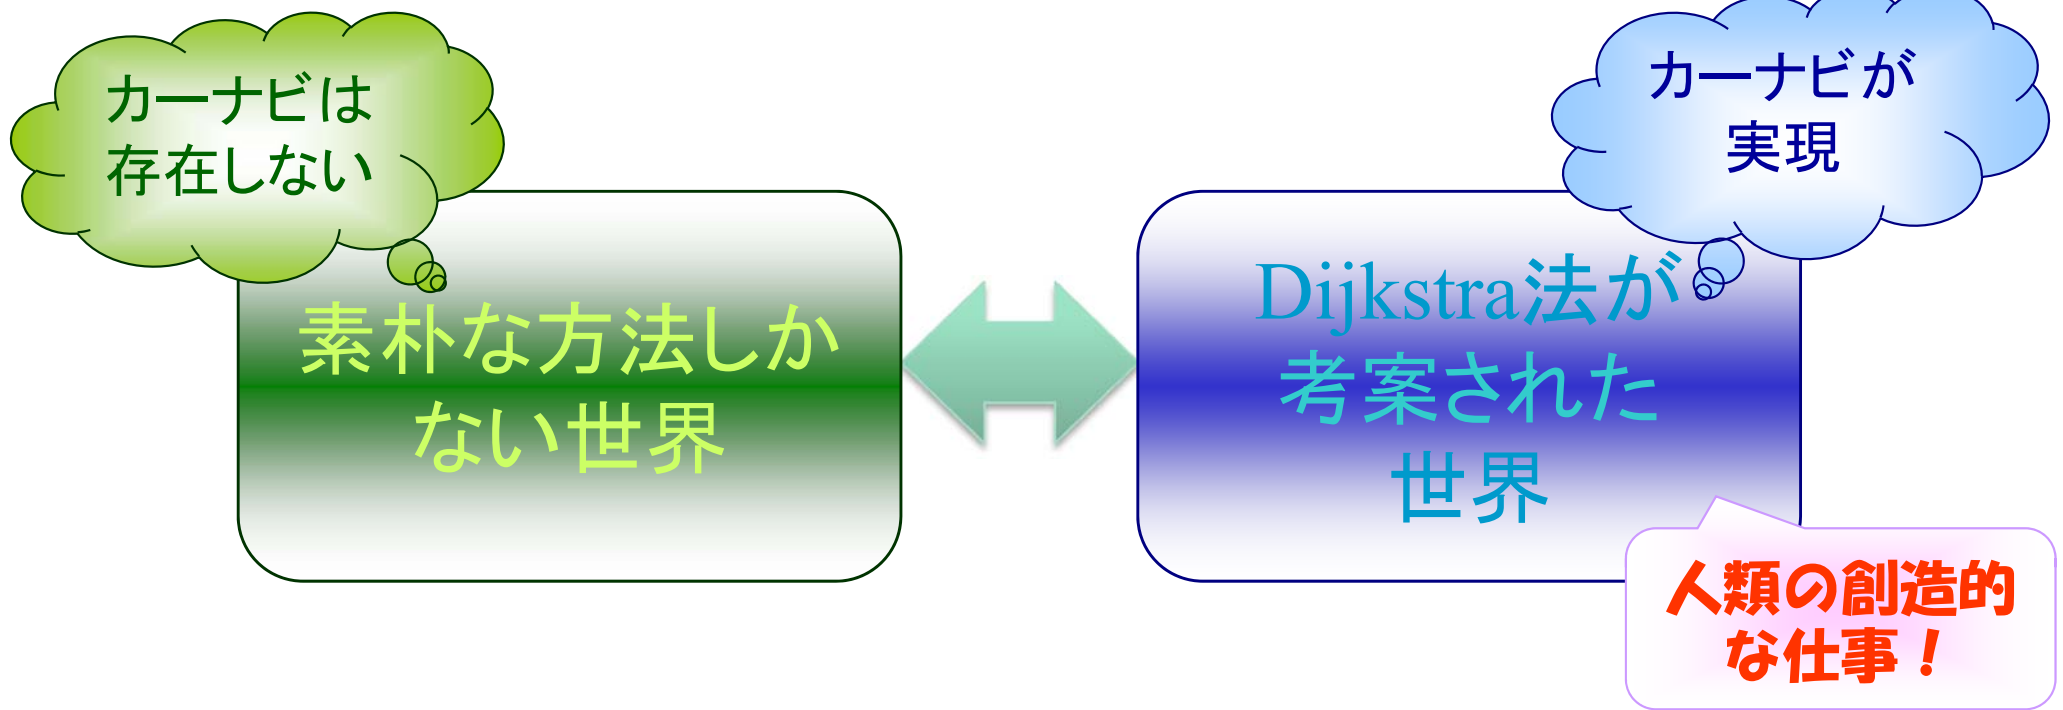 カーナビは
存在しない
素朴な方法しか
ない世界
カーナビが
実現
Dijkstra法が
考案された
世界
人類の創造的
な仕事！